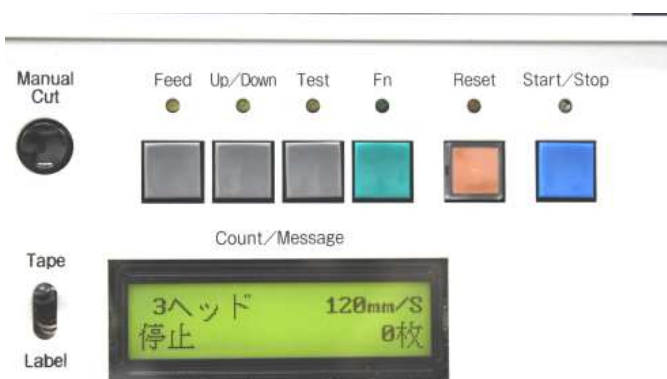 Manual Cut
Feed Up/Down Test Fn Reset Start/Stop
Count/Message
Tape
3ヘッド 120mm/S
停止 0枚
Label